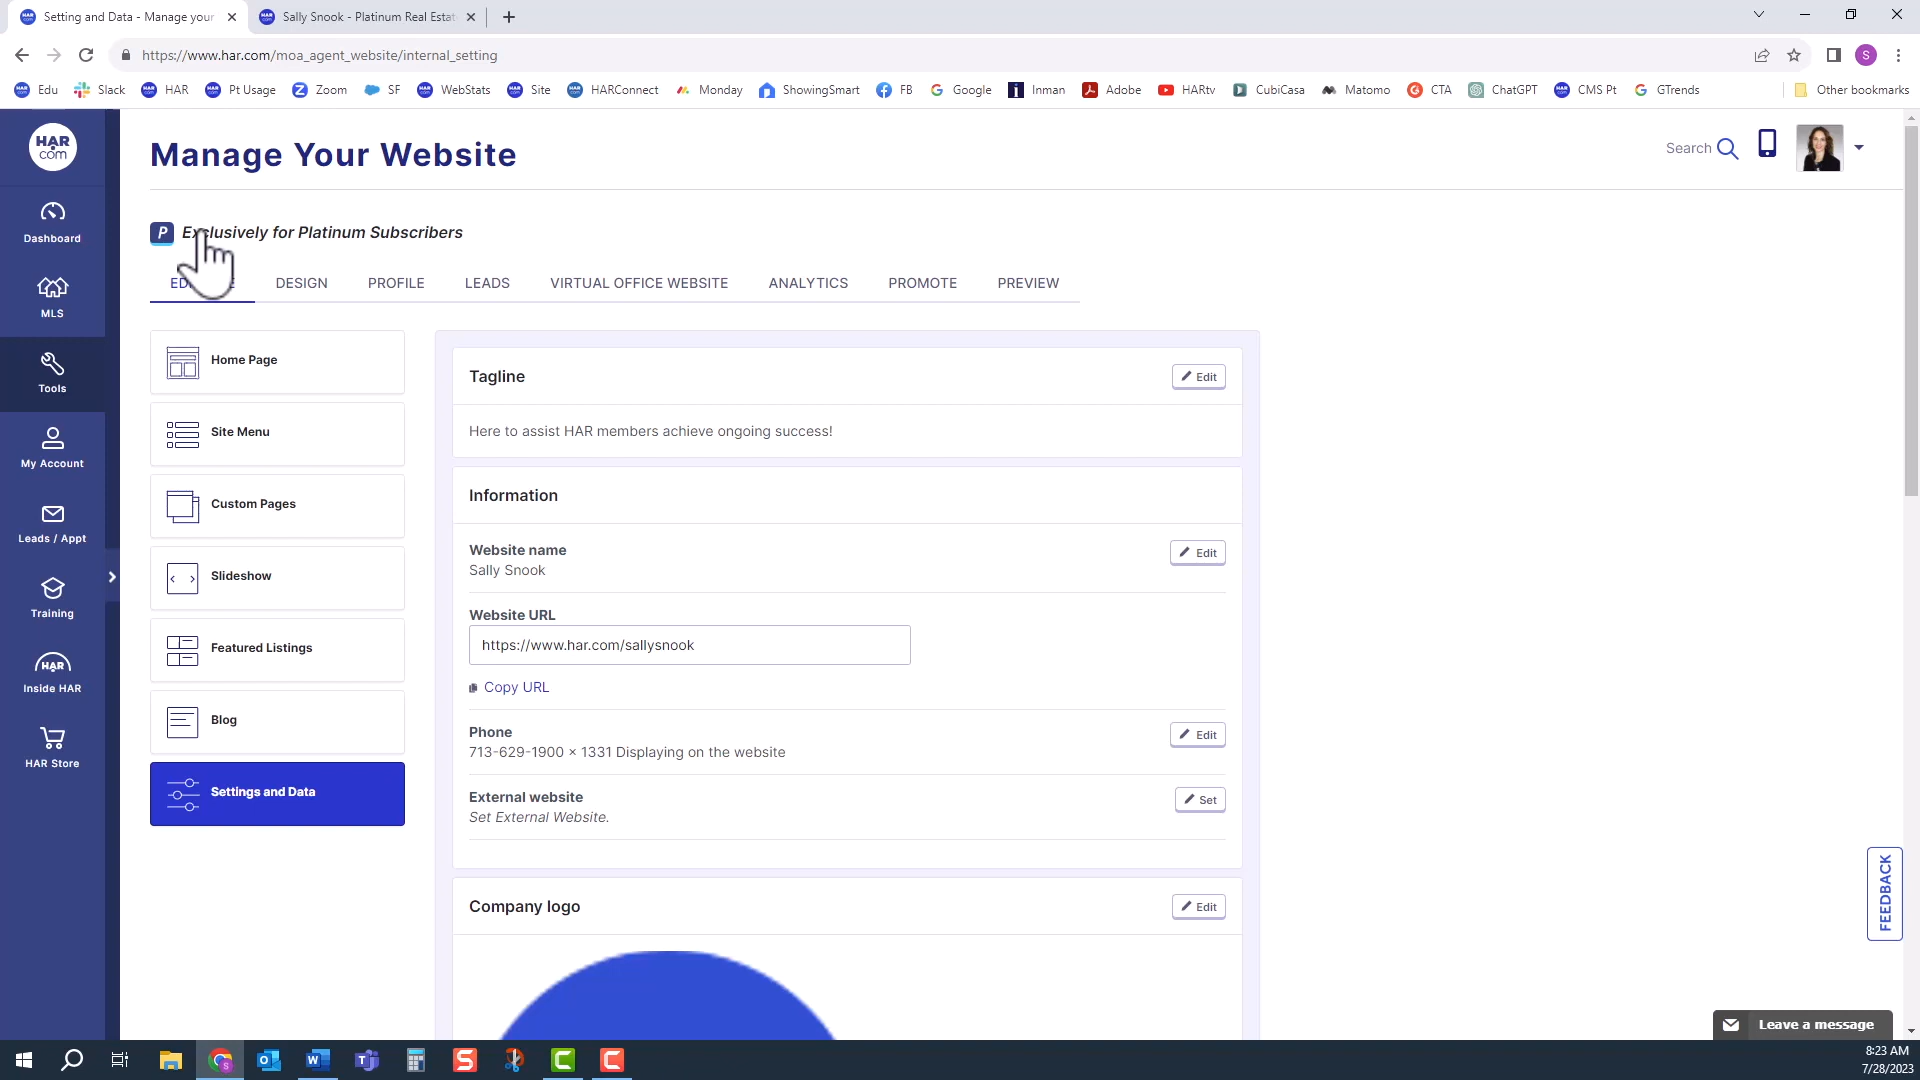 Setting and Data - Manage your
Sally Snook - Platinum Real Estat
https://www.har.com/moa_agent_website/internal_setting
S
Edu
Slack
HAR
Pt Usage
Zoom
SF
WebStats
Site
HARConnect
Monday
ShowingSmart
FB
Google
Inman
Adobe
HARtv
CubiCasa
Matomo
CTA
ChatGPT
CMS Pt
GTrends
Other bookmarks
HAR
com
Manage Your Website
Search
P Exclusively for Platinum Subscribers
DESIGN
PROFILE
LEADS
VIRTUAL OFFICE WEBSITE
ANALYTICS
PROMOTE
PREVIEW
Dashboard
MLS
Tools
My Account
Leads / Appt
Training
HAR
Inside HAR
HAR Store
Home Page
Site Menu
Custom Pages
Slideshow
Featured Listings
Blog
Settings and Data
Tagline
Edit
Here to assist HAR members achieve ongoing success!
Information
Website name
Edit
Sally Snook
Website URL
https://www.har.com/sallysnook
Copy URL
Phone
Edit
713-629-1900 × 1331 Displaying on the website
External website
Set
Set External Website.
Company logo
Edit
FEEDBACK
Leave a message
8:23 AM
7/28/2023